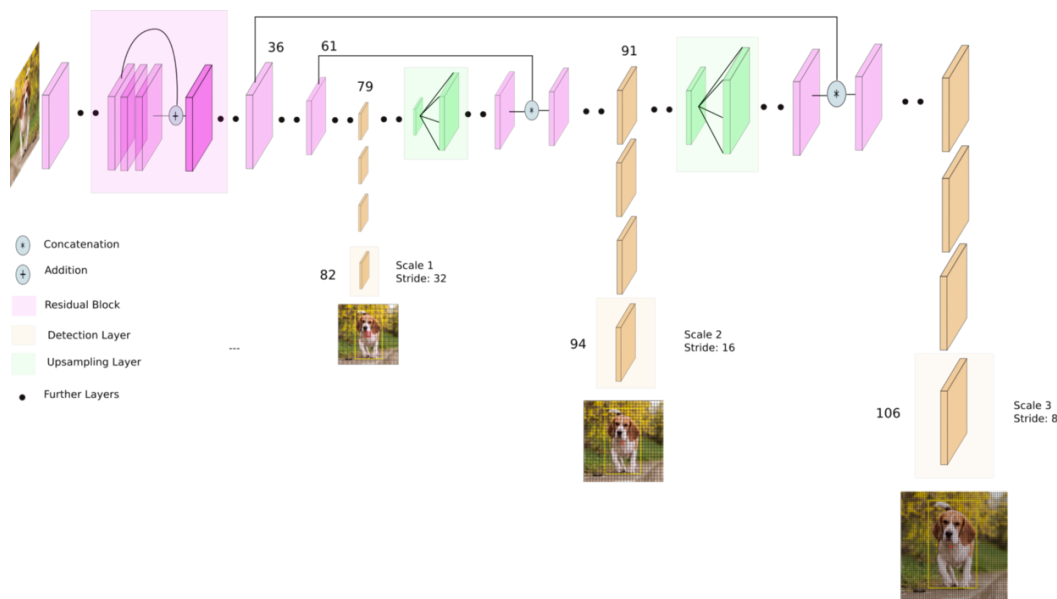 36
61
91
79
Concatenation
Addition
Residual Block
Detection Layer
Upsampling Layer
Further Layers
---
82
Scale 1
Stride: 32
94
Scale 2
Stride: 16
106
Scale 3
Stride: 8